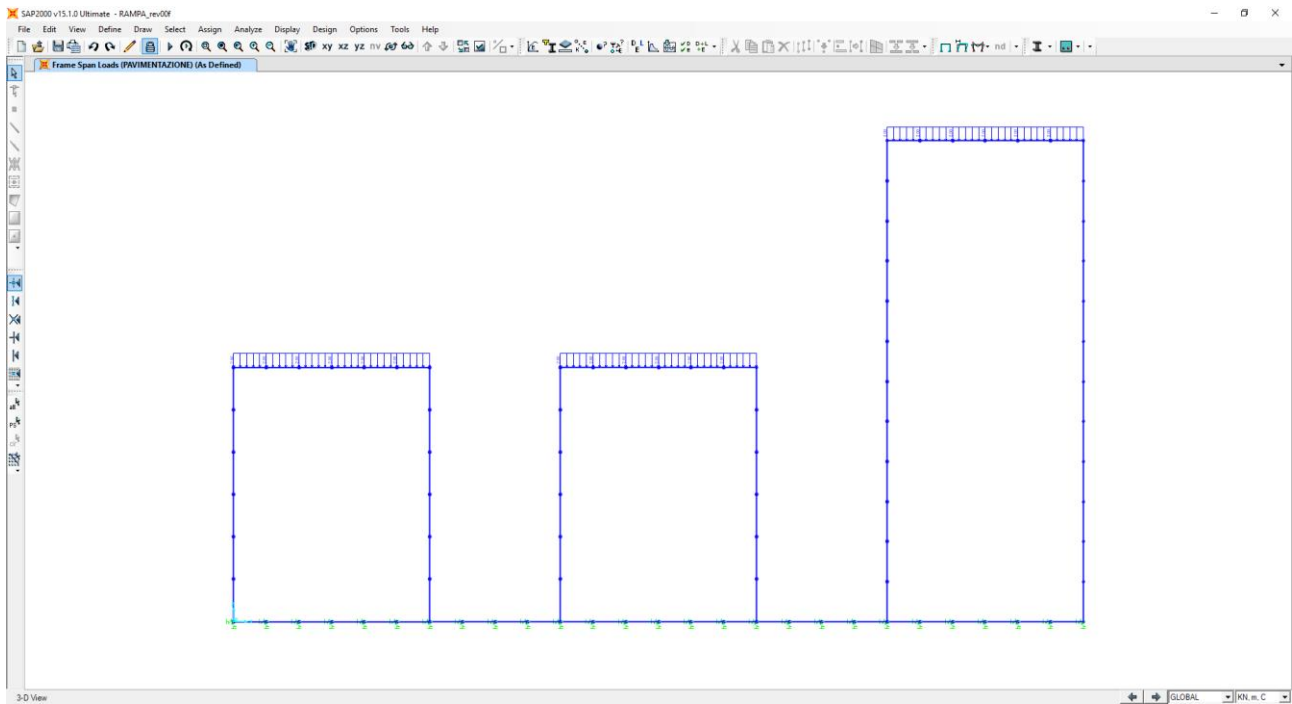 SAP2000 v15.1.0 Ultimate - RAMPA_rev00f
File Edit View Define Draw Select Assign Analyze Display Design Options Tools Help
xy xz yz nv nd
Frame Span Loads (PAVIMENTAZIONE) (As Defined)
3-D View
GLOBAL
KN, m, C